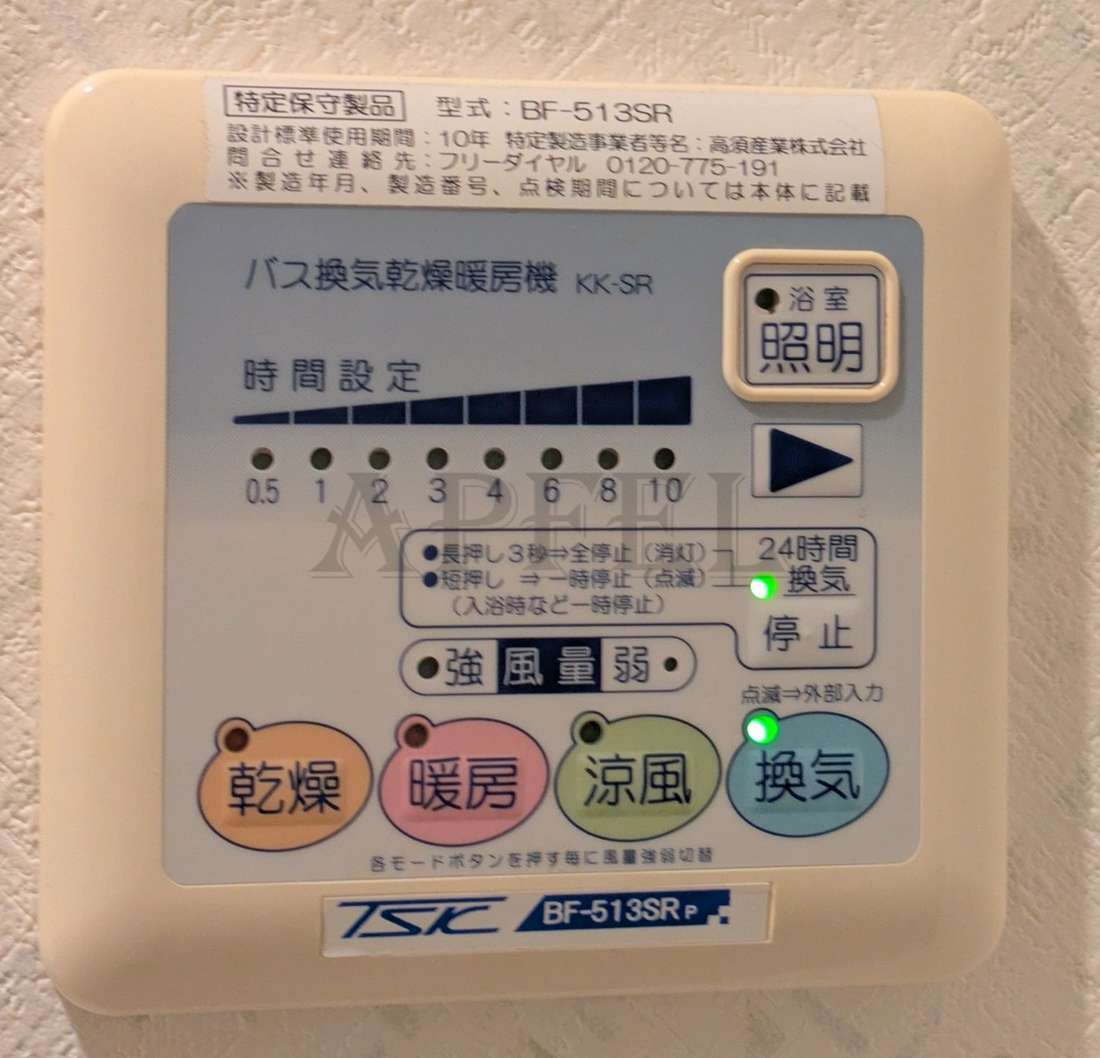 特定保守製品 型式：BF-513SR
設計標準使用期間：10年 特定製造事業者等名：高須産業株式会社
問合せ連絡先：フリーダイヤル 0120-775-191
※製造年月、製造番号、点検期間については本体に記載
バス換気乾燥暖房機 KK-SR
浴室
照明
時間設定
0.5 1 2 3 4 6 8 10
APFEL
●長押し3秒⇒全停止（消灯）
●短押し ⇒一時停止（点滅）
（入浴時など一時停止）
24時間
換気
停止
強 風量 弱
点滅⇒外部入力
乾燥 暖房 涼風 換気
各モードボタンを押す毎に風量強弱切替
TSK BF-513SR P